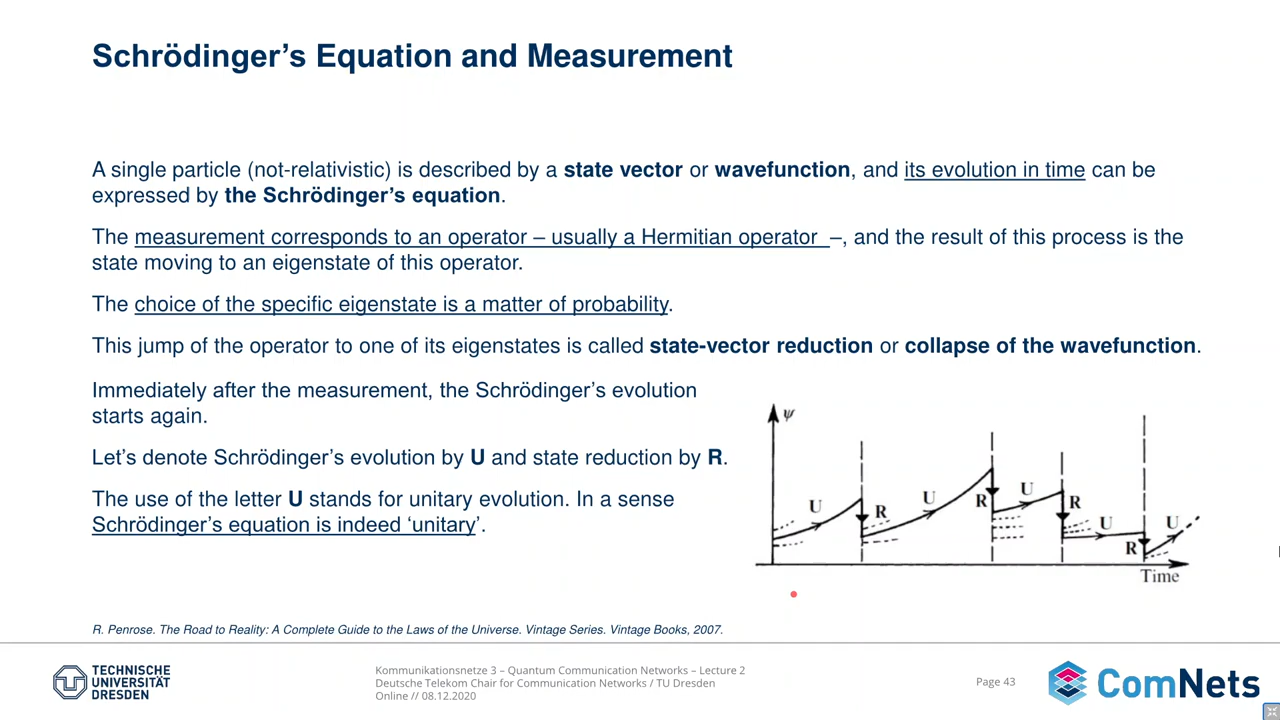 Schrödinger's Equation and Measurement
A single particle (not-relativistic) is described by a state vector or wavefunction, and its evolution in time can be
expressed by the Schrödinger's equation.
The measurement corresponds to an operator – usually a Hermitian operator –, and the result of this process is the
state moving to an eigenstate of this operator.
The choice of the specific eigenstate is a matter of probability.
This jump of the operator to one of its eigenstates is called state-vector reduction or collapse of the wavefunction.
Immediately after the measurement, the Schrödinger's evolution
starts again.
Let's denote Schrödinger's evolution by U and state reduction by R.
The use of the letter U stands for unitary evolution. In a sense
Schrödinger's equation is indeed 'unitary'.
ψ
U
R
U
R
U
R
U
R
U
Time
R. Penrose. The Road to Reality: A Complete Guide to the Laws of the Universe. Vintage Series. Vintage Books, 2007.
TECHNISCHE
UNIVERSITÄT
DRESDEN
Kommunikationsnetze 3 – Quantum Communication Networks – Lecture 2
Deutsche Telekom Chair for Communication Networks / TU Dresden
Online // 08.12.2020
Page 43
ComNets